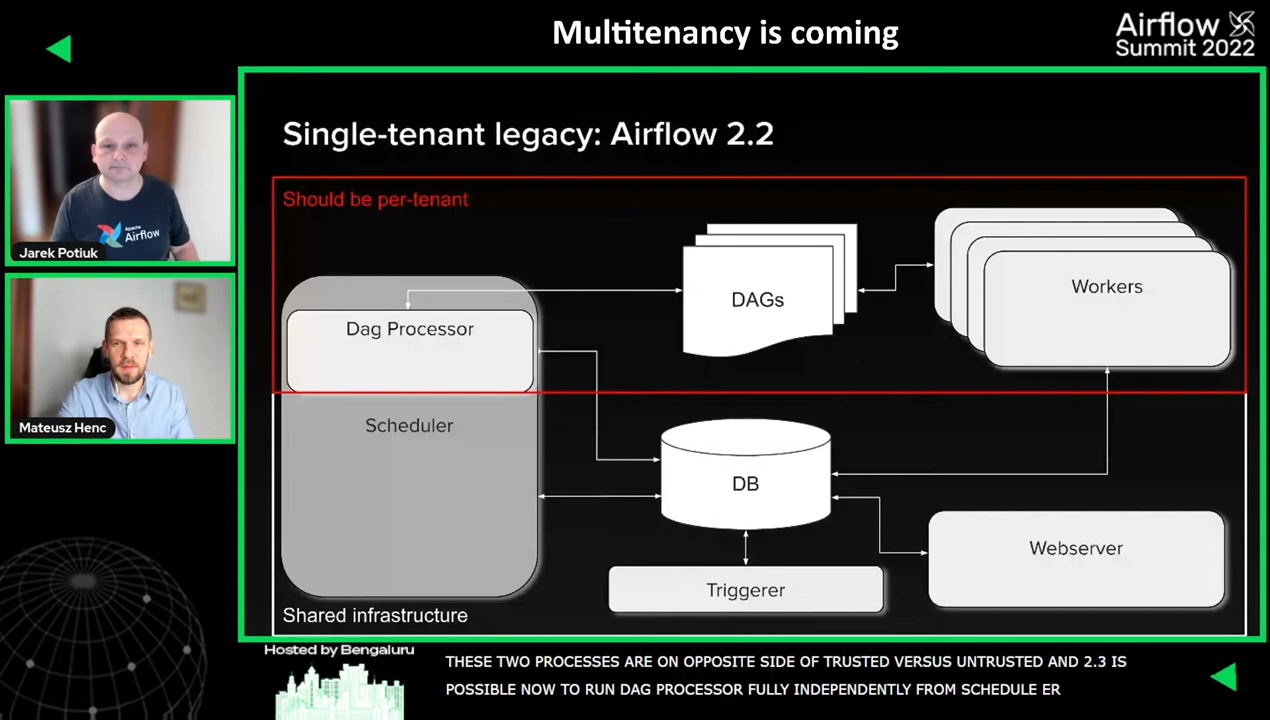 Multitenancy is coming
Airflow
Summit 2022
Single-tenant legacy: Airflow 2.2
Should be per-tenant
DAGs
Workers
Dag Processor
Scheduler
DB
Webserver
Triggerer
Shared infrastructure
Apache
Airflow
Jarek Potiuk
Mateusz Henc
Hosted by Bengaluru
THESE TWO PROCESSES ARE ON OPPOSITE SIDE OF TRUSTED VERSUS UNTRUSTED AND 2.3 IS
POSSIBLE NOW TO RUN DAG PROCESSOR FULLY INDEPENDENTLY FROM SCHEDULE ER